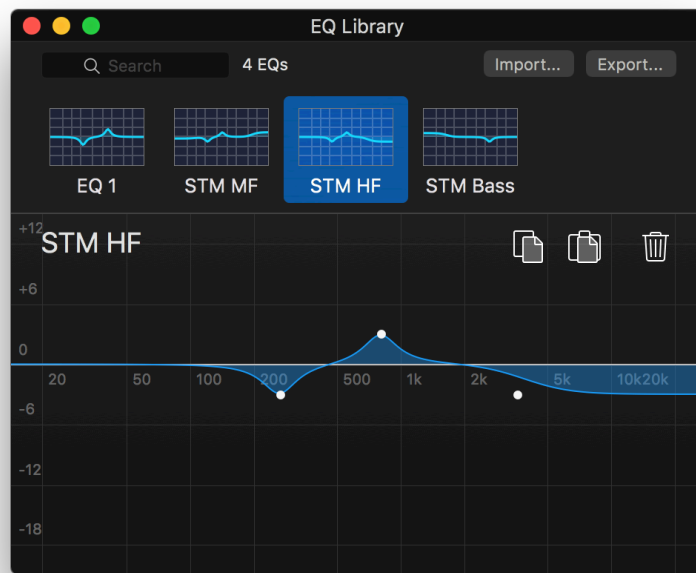 EQ Library
Search
4 EQs
Import...
Export...
EQ 1
STM MF
STM HF
STM Bass
+12
STM HF
+6
0
20 50 100 200 500 1k 2k 5k 10k20k
-6
-12
-18